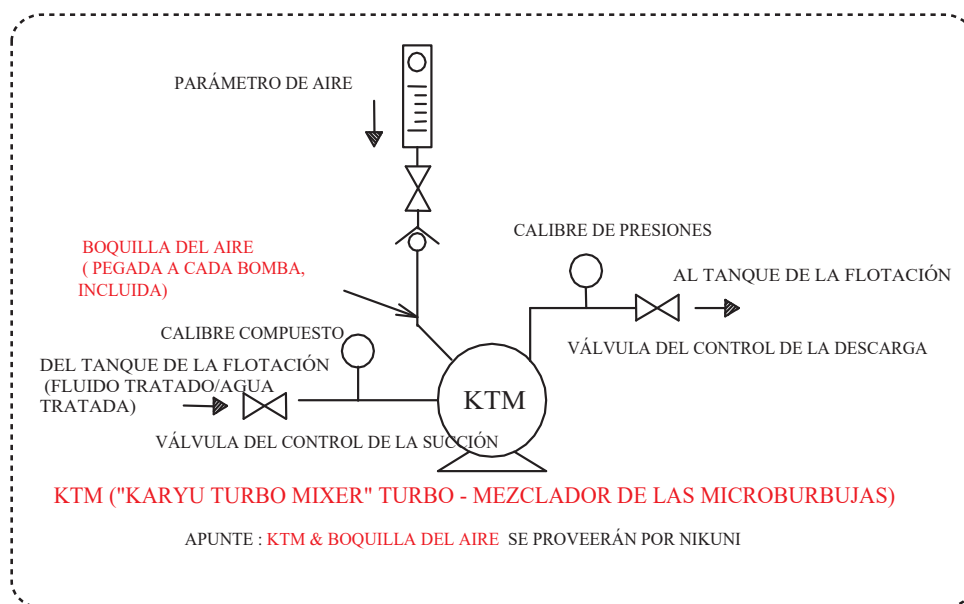 PARÁMETRO DE AIRE
BOQUILLA DEL AIRE
( PEGADA A CADA BOMBA,
INCLUIDA)
CALIBRE DE PRESIONES
AL TANQUE DE LA FLOTACIÓN
CALIBRE COMPUESTO
VÁLVULA DEL CONTROL DE LA DESCARGA
DEL TANQUE DE LA FLOTACIÓN
(FLUIDO TRATADO/AGUA
TRATADA)
KTM
VÁLVULA DEL CONTROL DE LA SUCCIÓN
KTM ("KARYU TURBO MIXER" TURBO - MEZCLADOR DE LAS MICROBURBUJAS)
APUNTE : KTM & BOQUILLA DEL AIRE SE PROVEERÁN POR NIKUNI